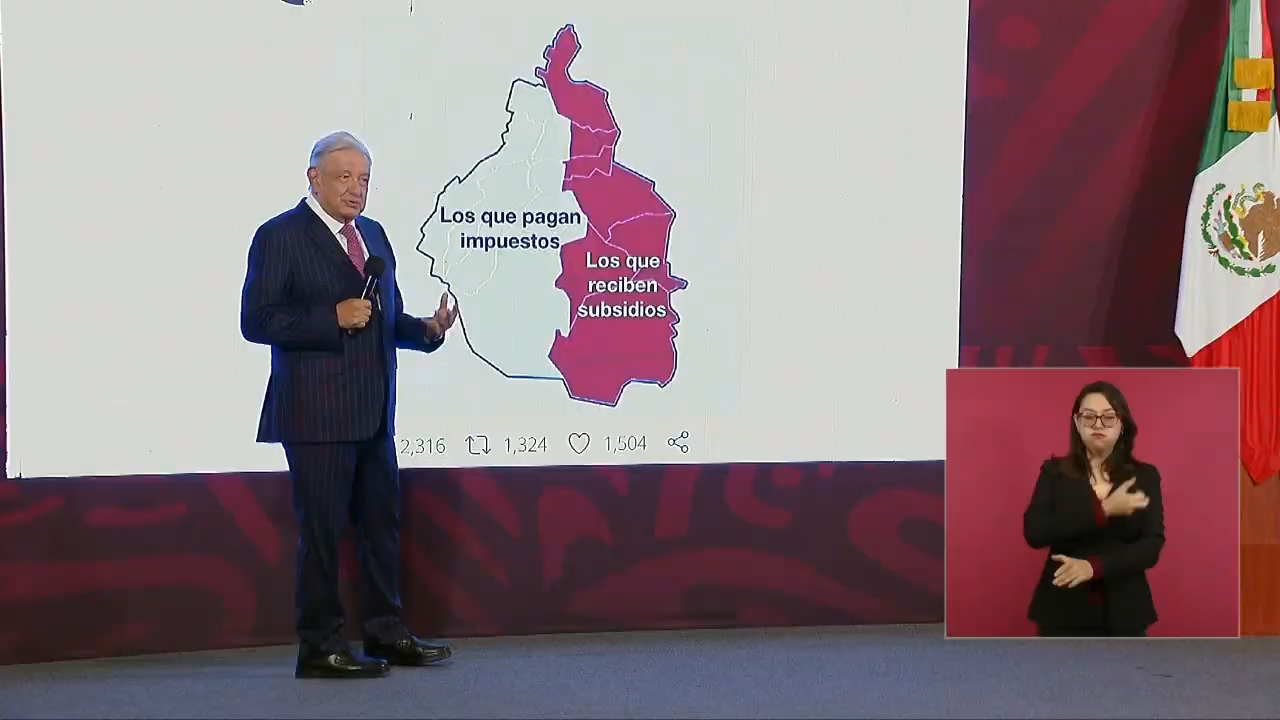 Los que pagan
impuestos
Los que
reciben
subsidios
2,316 1,324 1,504